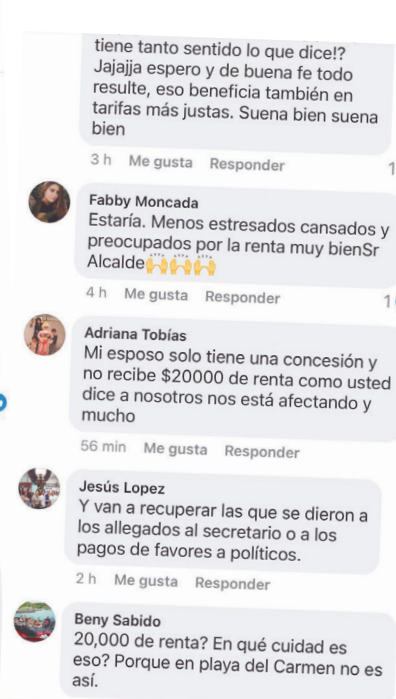 tiene tanto sentido lo que dice!?
Jajajja espero y de buena fe todo
resulte, eso beneficia también en
tarifas más justas. Suena bien suena
bien
3 h Me gusta Responder 1
Fabby Moncada
Estaría. Menos estresados cansados y
preocupados por la renta muy bienSr
Alcalde🙌🙌🙌
4 h Me gusta Responder 1
Adriana Tobías
Mi esposo solo tiene una concesión y
no recibe $20000 de renta como usted
dice a nosotros nos está afectando y
mucho
56 min Me gusta Responder
Jesús Lopez
Y van a recuperar las que se dieron a
los allegados al secretario o a los
pagos de favores a políticos.
2 h Me gusta Responder
Beny Sabido
20,000 de renta? En qué cuidad es
eso? Porque en playa del Carmen no es
así.